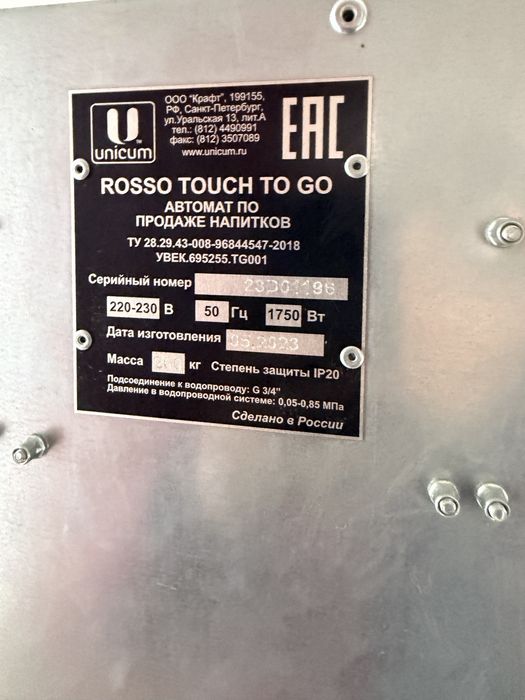 unicum
ООО "Крафт", 199155,
РФ, Санкт-Петербург,
ул.Уральская 13, лит.А
тел.: (812) 4490991
факс: (812) 3507089
www.unicum.ru
EAC
ROSSO TOUCH TO GO
АВТОМАТ ПО
ПРОДАЖЕ НАПИТКОВ
ТУ 28.29.43-008-96844547-2018
УВЕК.695255.TG001
Серийный номер 23D01196
220-230 В 50 Гц 1750 Вт
Дата изготовления 05.2023
Масса кг Степень защиты IP20
Подсоединение к водопроводу: G 3/4"
Давление в водопроводной системе: 0,05-0,85 МПа
Сделано в России